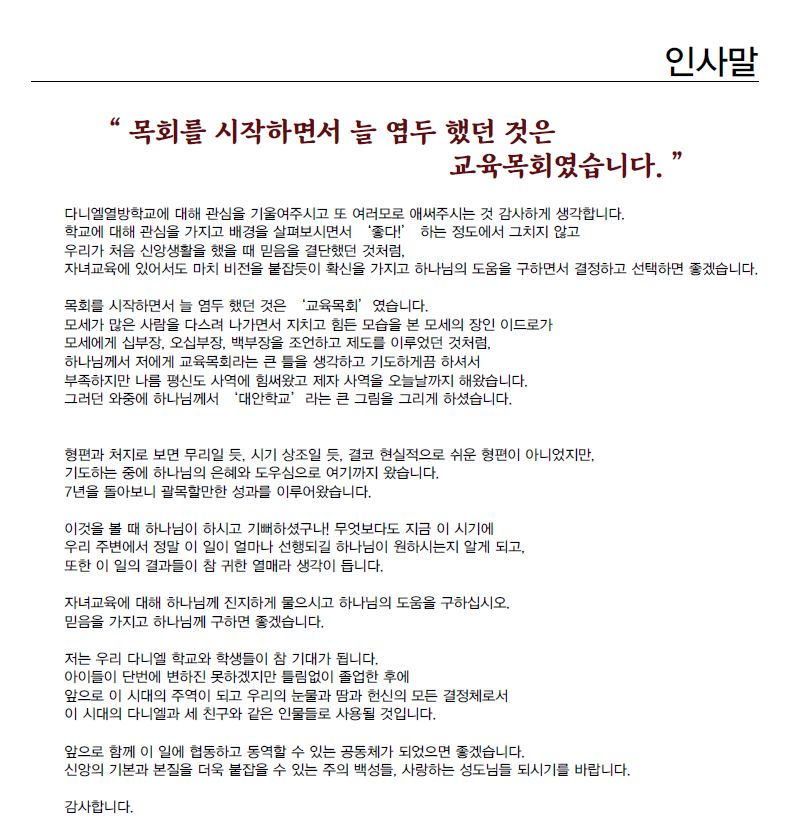 인사말
“ 목회를 시작하면서 늘 염두 했던 것은
교육목회였습니다. ”
다니엘열방학교에 대해 관심을 기울여주시고 또 여러모로 애써주시는 것 감사하게 생각합니다.
학교에 대해 관심을 가지고 배경을 살펴보시면서 ‘좋다!’ 하는 정도에서 그치지 않고
우리가 처음 신앙생활을 했을 때 믿음을 결단했던 것처럼,
자녀교육에 있어서도 마치 비전을 붙잡듯이 확신을 가지고 하나님의 도움을 구하면서 결정하고 선택하면 좋겠습니다.
목회를 시작하면서 늘 염두 했던 것은 ‘교육목회’ 였습니다.
모세가 많은 사람을 다스려 나가면서 지치고 힘든 모습을 본 모세의 장인 이드로가
모세에게 십부장, 오십부장, 백부장을 조언하고 제도를 이루었던 것처럼,
하나님께서 저에게 교육목회라는 큰 틀을 생각하고 기도하게끔 하셔서
부족하지만 나름 평신도 사역에 힘써왔고 제자 사역을 오늘날까지 해왔습니다.
그러던 와중에 하나님께서 ‘대안학교’ 라는 큰 그림을 그리게 하셨습니다.
형편과 처지로 보면 무리일 듯, 시기 상조일 듯, 결코 현실적으로 쉬운 형편이 아니었지만,
기도하는 중에 하나님의 은혜와 도우심으로 여기까지 왔습니다.
7년을 돌아보니 괄목할만한 성과를 이루어왔습니다.
이것을 볼 때 하나님이 하시고 기뻐하셨구나! 무엇보다도 지금 이 시기에
우리 주변에서 정말 이 일이 얼마나 선행되길 하나님이 원하시는지 알게 되고,
또한 이 일의 결과들이 참 귀한 열매라 생각이 듭니다.
자녀교육에 대해 하나님께 진지하게 물으시고 하나님의 도움을 구하십시오.
믿음을 가지고 하나님께 구하면 좋겠습니다.
저는 우리 다니엘 학교와 학생들이 참 기대가 됩니다.
아이들이 단번에 변하진 못하겠지만 틀림없이 졸업한 후에
앞으로 이 시대의 주역이 되고 우리의 눈물과 땀과 헌신의 모든 결정체로서
이 시대의 다니엘과 세 친구와 같은 인물들로 사용될 것입니다.
앞으로 함께 이 일에 협동하고 동역할 수 있는 공동체가 되었으면 좋겠습니다.
신앙의 기본과 본질을 더욱 붙잡을 수 있는 주의 백성들, 사랑하는 성도님들 되시기를 바랍니다.
감사합니다.